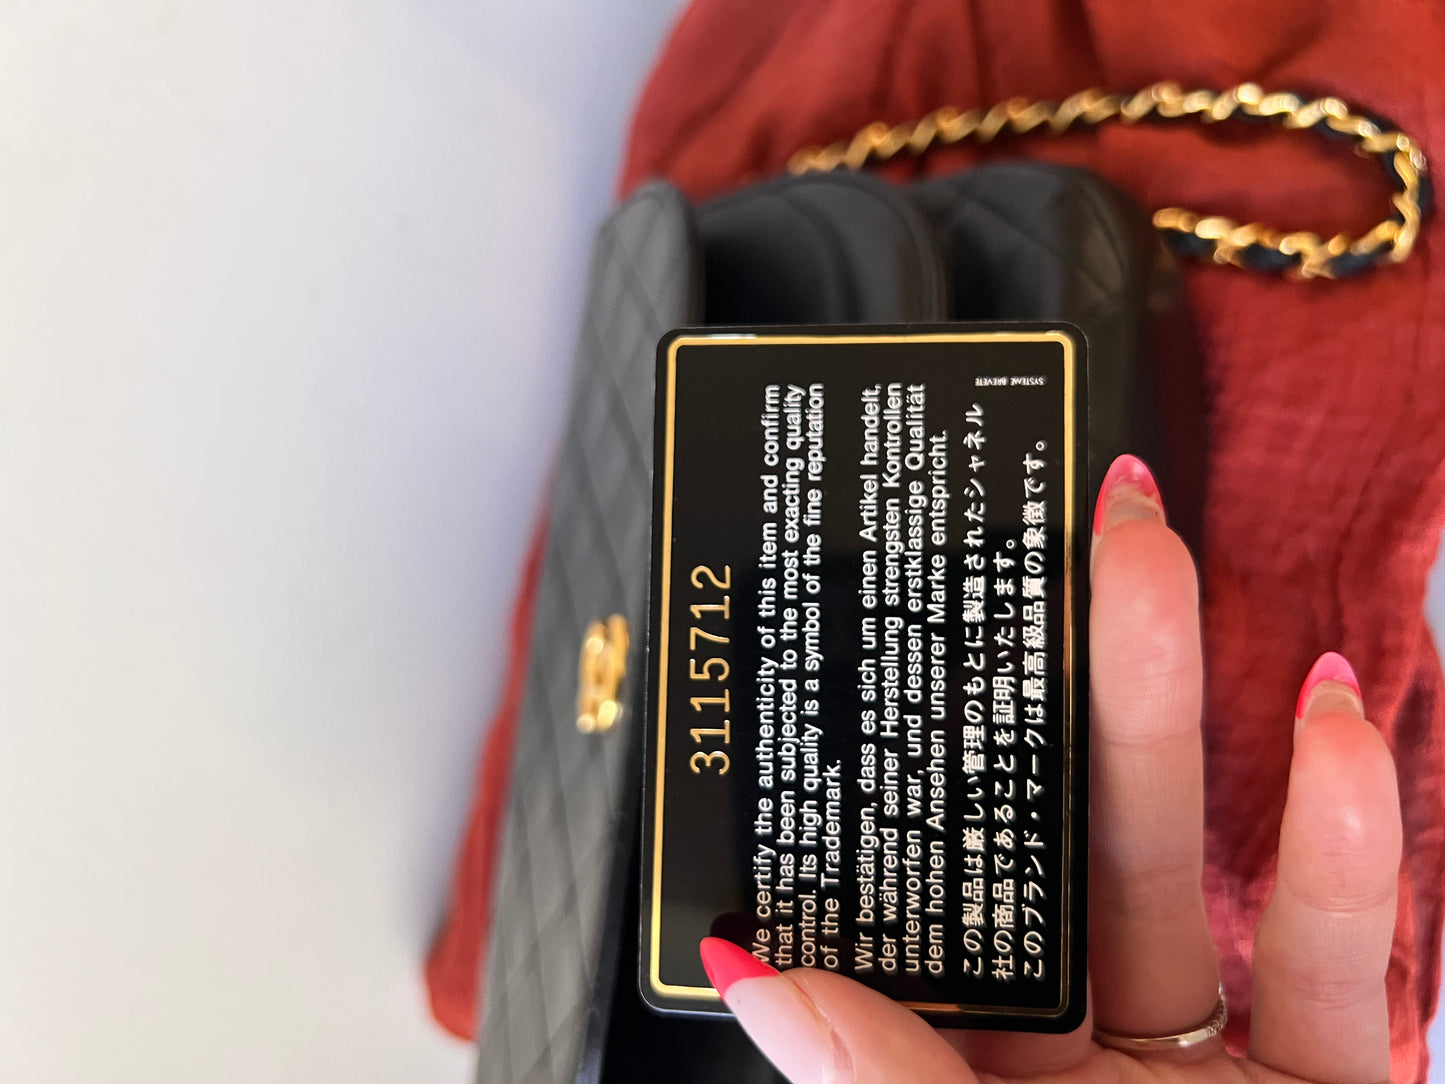 3115712
We certify the authenticity of this item and confirm
that it has been subjected to the most exacting quality
control. Its high quality is a symbol of the fine reputation
of the Trademark.
Wir bestätigen, dass es sich um einen Artikel handelt,
der während seiner Herstellung strengsten Kontrollen
unterworfen war, und dessen erstklassige Qualität
dem hohen Ansehen unserer Marke entspricht.
この製品は厳しい管理のもとに製造されたシャネル
社の商品であることを証明いたします。
このブランド・マークは最高級品質の象徴です。
SYSTEME BREVETE